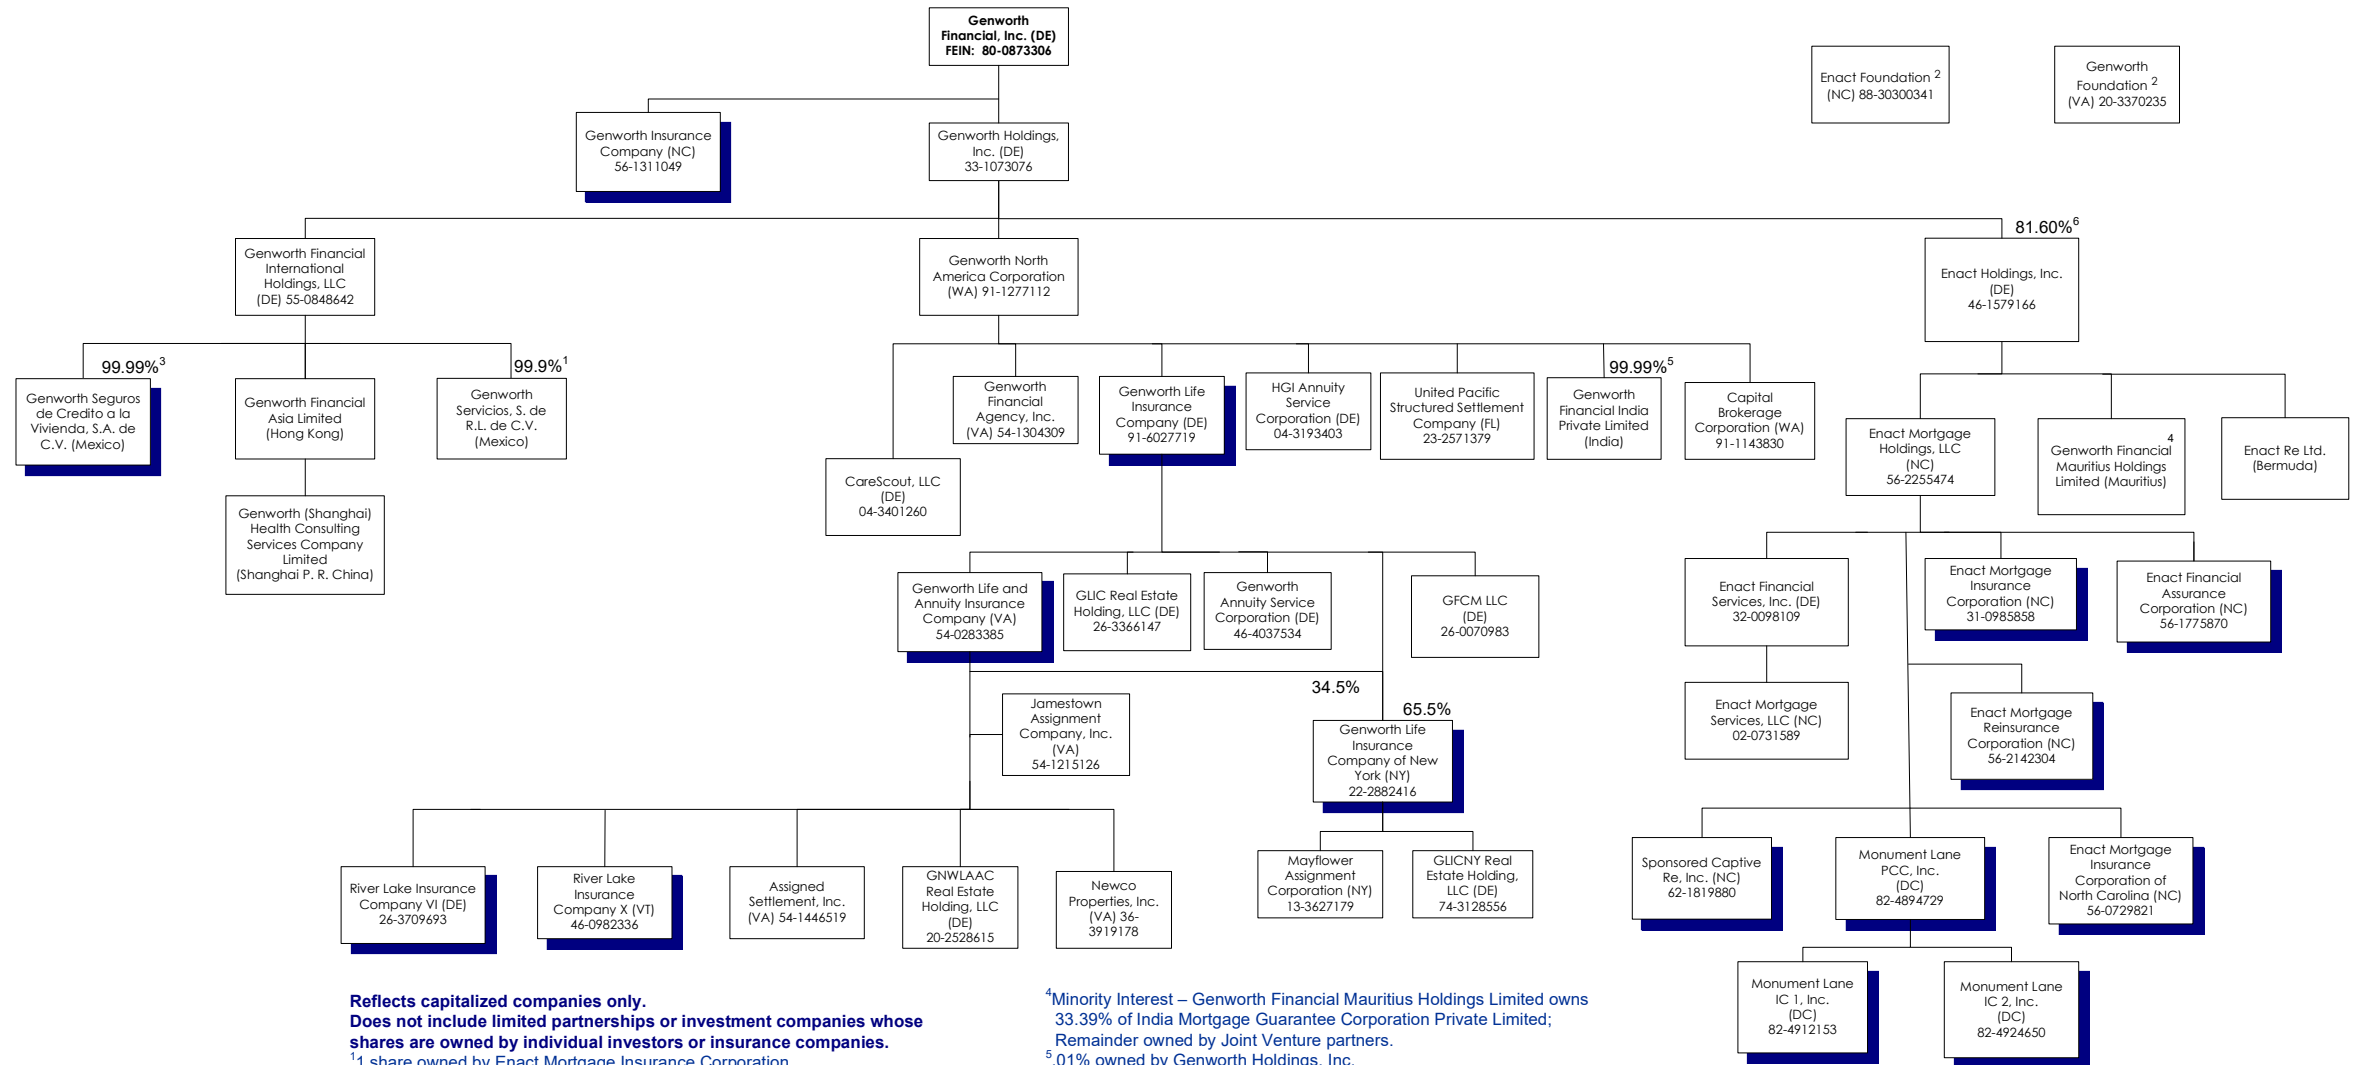 Genworth
Financial, Inc. (DE)
FEIN:  80-0873306
Enact Foundation 2
(NC) 88-30300341
Genworth
Foundation 2
(VA) 20-3370235
Genworth Insurance
Company (NC)
56-1311049
Genworth Holdings,
Inc. (DE)
33-1073076
81.60%6
Genworth Financial
International
Holdings, LLC
(DE) 55-0848642
Genworth North
America Corporation
(WA) 91-1277112
Enact Holdings, Inc.
(DE)
46-1579166
99.99%3
Genworth Seguros
de Credito a la
Vivienda, S.A. de
C.V. (Mexico)
Genworth Financial
Asia Limited
(Hong Kong)
99.9%1
Genworth
Servicios, S. de
R.L. de C.V.
(Mexico)
Genworth (Shanghai)
Health Consulting
Services Company
Limited
(Shanghai P. R. China)
CareScout, LLC
(DE)
04-3401260
Genworth
Financial
Agency, Inc.
(VA) 54-1304309
Genworth Life
Insurance
Company (DE)
91-6027719
HGI Annuity
Service
Corporation (DE)
04-3193403
United Pacific
Structured Settlement
Company (FL)
23-2571379
99.99%5
Genworth
Financial India
Private Limited
(India)
Capital
Brokerage
Corporation (WA)
91-1143830
Enact Mortgage
Holdings, LLC
(NC)
56-2255474
4
Genworth Financial
Mauritius Holdings
Limited (Mauritius)
Enact Re Ltd.
(Bermuda)
Genworth Life and
Annuity Insurance
Company (VA)
54-0283385
GLIC Real Estate
Holding, LLC (DE)
26-3366147
Genworth
Annuity Service
Corporation (DE)
46-4037534
GFCM LLC
(DE)
26-0070983
Enact Financial
Services, Inc. (DE)
32-0098109
Enact Mortgage
Insurance
Corporation (NC)
31-0985858
Enact Financial
Assurance
Corporation (NC)
56-1775870
34.5%
65.5%
Jamestown
Assignment
Company, Inc.
(VA)
54-1215126
Genworth Life
Insurance
Company of New
York (NY)
22-2882416
Enact Mortgage
Services, LLC (NC)
02-0731589
Enact Mortgage
Reinsurance
Corporation (NC)
56-2142304
River Lake Insurance
Company VI (DE)
26-3709693
River Lake
Insurance
Company X (VT)
46-0982336
Assigned
Settlement, Inc.
(VA) 54-1446519
GNWLAAC
Real Estate
Holding, LLC
(DE)
20-2528615
Newco
Properties, Inc.
(VA) 36-
3919178
Mayflower
Assignment
Corporation (NY)
13-3627179
GLICNY Real
Estate Holding,
LLC (DE)
74-3128556
Sponsored Captive
Re, Inc. (NC)
62-1819880
Monument Lane
PCC, Inc.
(DC)
82-4894729
Enact Mortgage
Insurance
Corporation of
North Carolina (NC)
56-0729821
Monument Lane
IC 1, Inc.
(DC)
82-4912153
Monument Lane
IC 2, Inc.
(DC)
82-4924650
Reflects capitalized companies only.
Does not include limited partnerships or investment companies whose
shares are owned by individual investors or insurance companies.
11 share owned by Enact Mortgage Insurance Corporation
4Minority Interest – Genworth Financial Mauritius Holdings Limited owns
33.39% of India Mortgage Guarantee Corporation Private Limited;
Remainder owned by Joint Venture partners.
5.01% owned by Genworth Holdings, Inc.